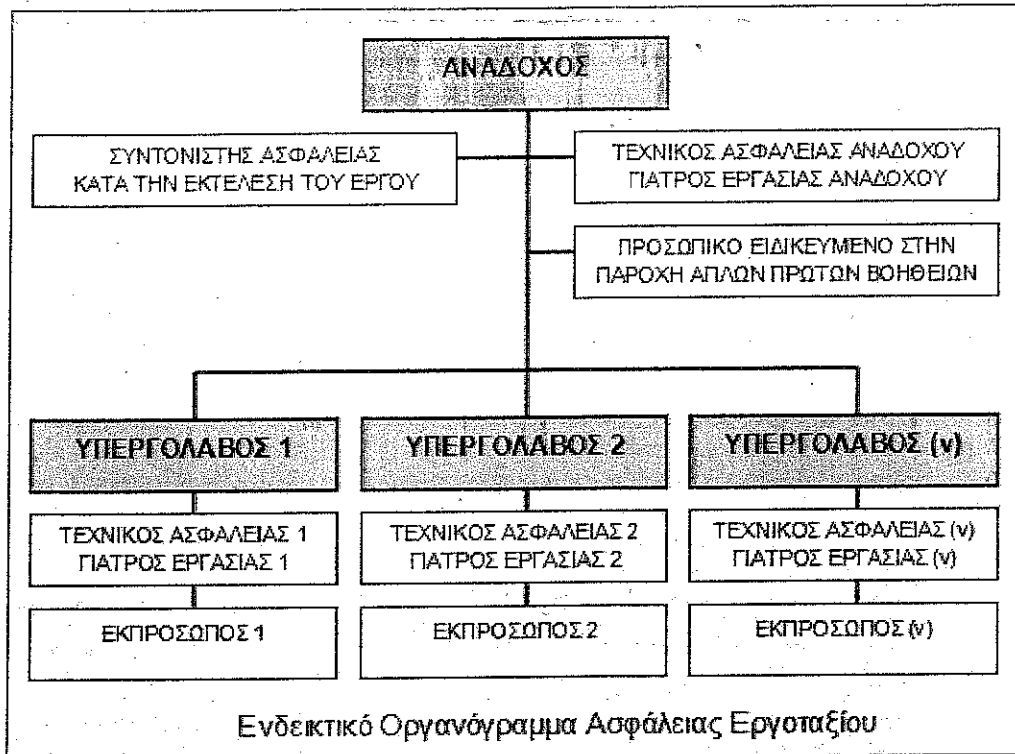 ΑΝΑΔΟΧΟΣ
ΣΥΝΤΟΝΙΣΤΗΣ ΑΣΦΑΛΕΙΑΣ
ΚΑΤΑ ΤΗΝ ΕΚΤΕΛΕΣΗ ΤΟΥ ΕΡΓΟΥ
ΤΕΧΝΙΚΟΣ ΑΣΦΑΛΕΙΑΣ ΑΝΑΔΟΧΟΥ
ΓΙΑΤΡΟΣ ΕΡΓΑΣΙΑΣ ΑΝΑΔΟΧΟΥ
ΠΡΟΣΩΠΙΚΟ ΕΙΔΙΚΕΥΜΕΝΟ ΣΤΗΝ
ΠΑΡΟΧΗ ΑΠΛΩΝ ΠΡΩΤΩΝ ΒΟΗΘΕΙΩΝ
ΥΠΕΡΓΟΛΑΒΟΣ 1
ΤΕΧΝΙΚΟΣ ΑΣΦΑΛΕΙΑΣ 1
ΓΙΑΤΡΟΣ ΕΡΓΑΣΙΑΣ 1
ΕΚΠΡΟΣΩΠΟΣ 1
ΥΠΕΡΓΟΛΑΒΟΣ 2
ΤΕΧΝΙΚΟΣ ΑΣΦΑΛΕΙΑΣ 2
ΓΙΑΤΡΟΣ ΕΡΓΑΣΙΑΣ 2
ΕΚΠΡΟΣΩΠΟΣ 2
ΥΠΕΡΓΟΛΑΒΟΣ (ν)
ΤΕΧΝΙΚΟΣ ΑΣΦΑΛΕΙΑΣ (ν)
ΓΙΑΤΡΟΣ ΕΡΓΑΣΙΑΣ (ν)
ΕΚΠΡΟΣΩΠΟΣ (ν)
Ενδεικτικό Οργανόγραμμα Ασφάλειας Εργοταξίου